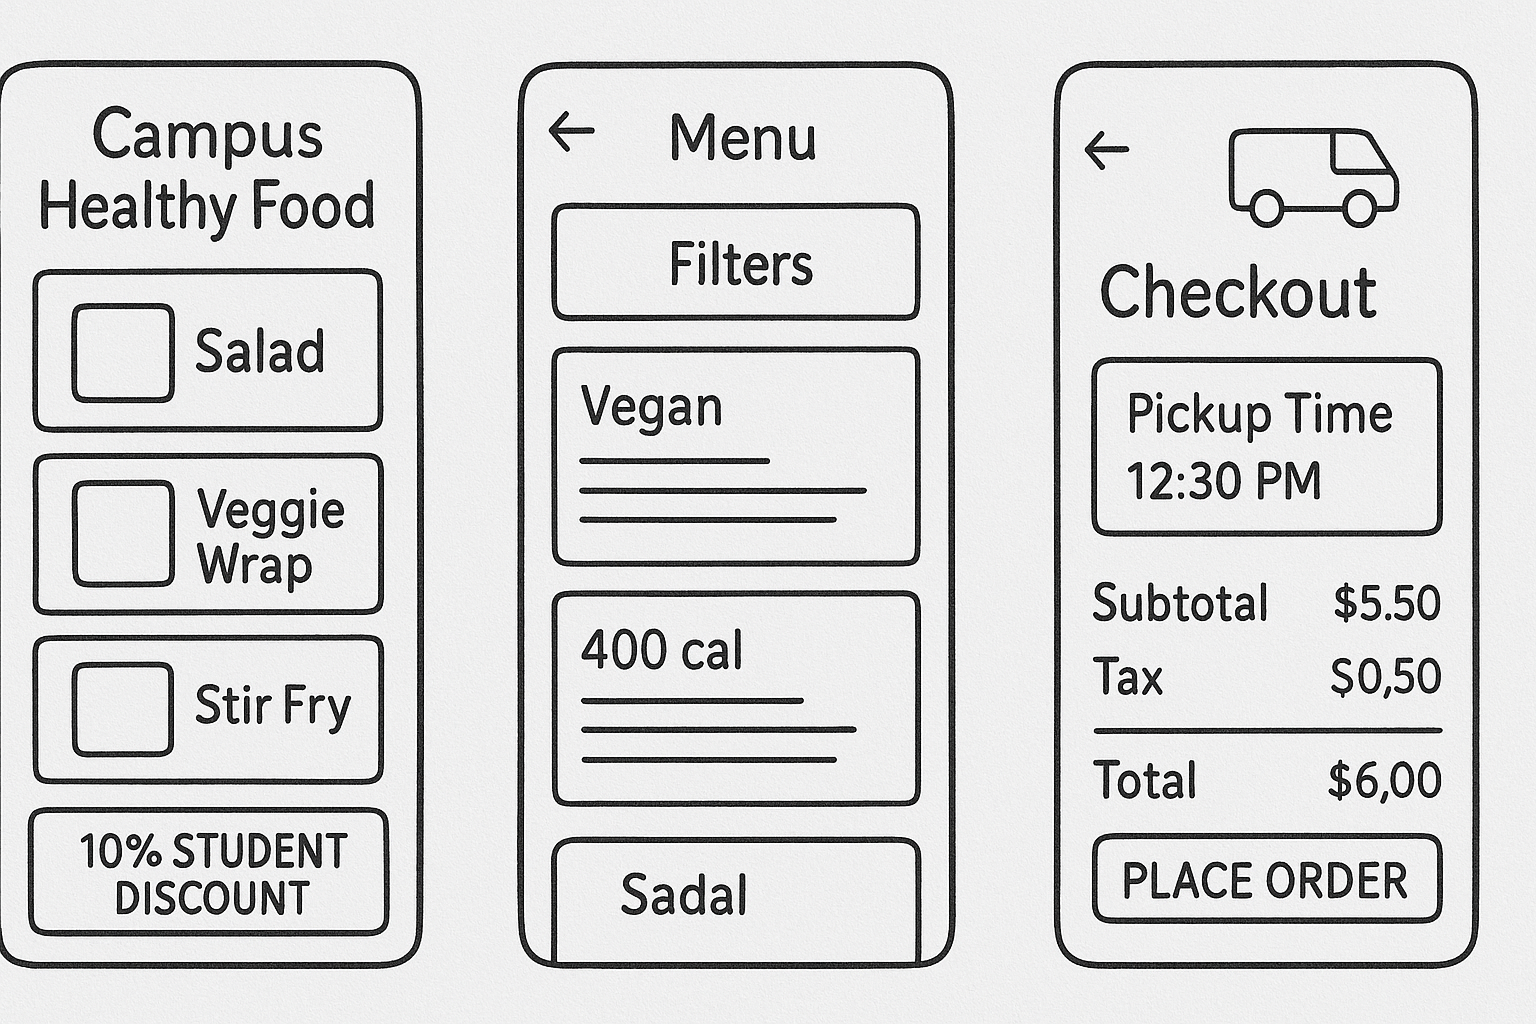 Campus
Healthy Food
Salad
Veggie
Wrap
Stir Fry
10% STUDENT
DISCOUNT
Menu
Filters
Vegan
400 cal
Sadal
Checkout
Pickup Time
12:30 PM
Subtotal $5.50
Tax $0,50
Total $6,00
PLACE ORDER